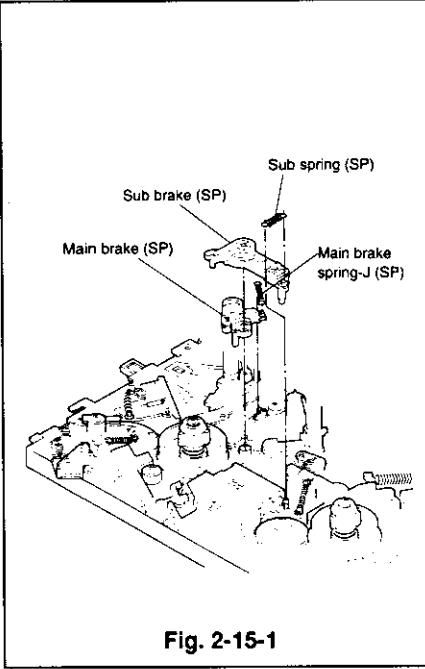 Sub spring (SP)
Sub brake (SP)
Main brake (SP)
Main brake
spring-J (SP)
Fig. 2-15-1